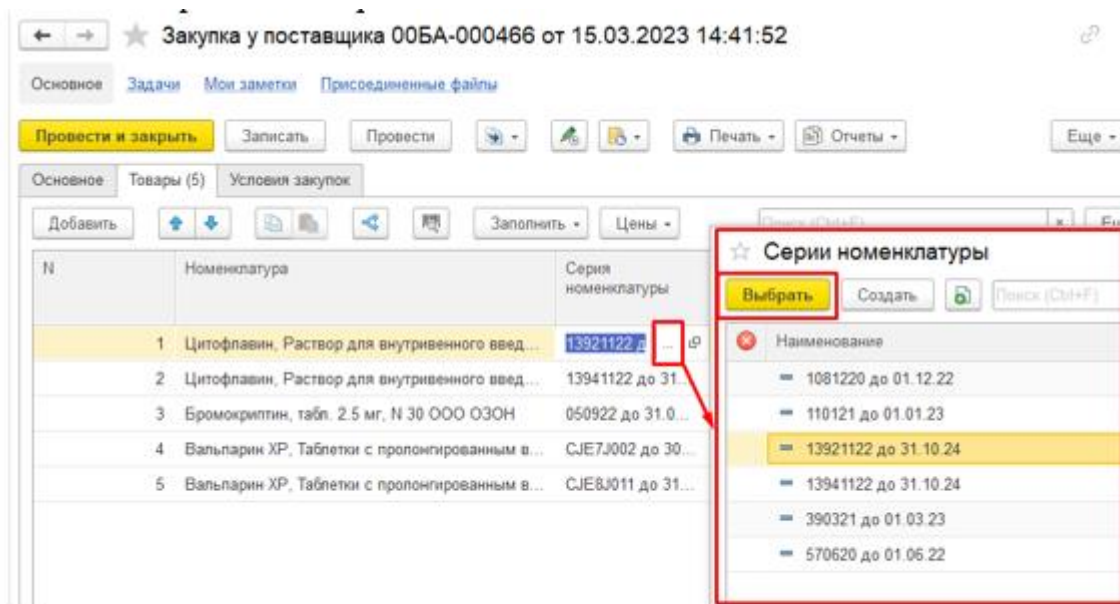 Закупка у поставщика 00БА-000466 от 15.03.2023 14:41:52
Основное Задачи Мои заметки Присоединенные файлы
Провести и закрыть Записать Провести Печать Отчеты Еще
Основное Товары (5) Условия закупок
Добавить Заполнить Цены Поиск (Ctrl+F)
N Номенклатура Серия
номенклатуры
1 Цитофлавин, Раствор для внутривенного введ... 13921122 д ...
2 Цитофлавин, Раствор для внутривенного введ... 13941122 до 31...
3 Бромокриптин, табл. 2.5 мг, N 30 ООО ОЗОН 050922 до 31.0...
4 Вальпарин ХР, Таблетки с пролонгированным в... CJE7J002 до 30...
5 Вальпарин ХР, Таблетки с пролонгированным в... CJE8J011 до 31...
Серии номенклатуры
Выбрать Создать Поиск (Ctrl+F)
Наименование
1081220 до 01.12.22
110121 до 01.01.23
13921122 до 31.10.24
13941122 до 31.10.24
390321 до 01.03.23
570620 до 01.06.22